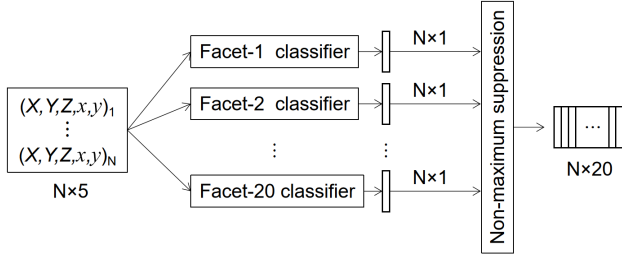 (X,Y,Z,x,y)₁
⋮
(X,Y,Z,x,y)N
N×5
Facet-1 classifier
N×1
Facet-2 classifier
N×1
⋮
⋮
Facet-20 classifier
N×1
Non-maximum suppression
...
N×20